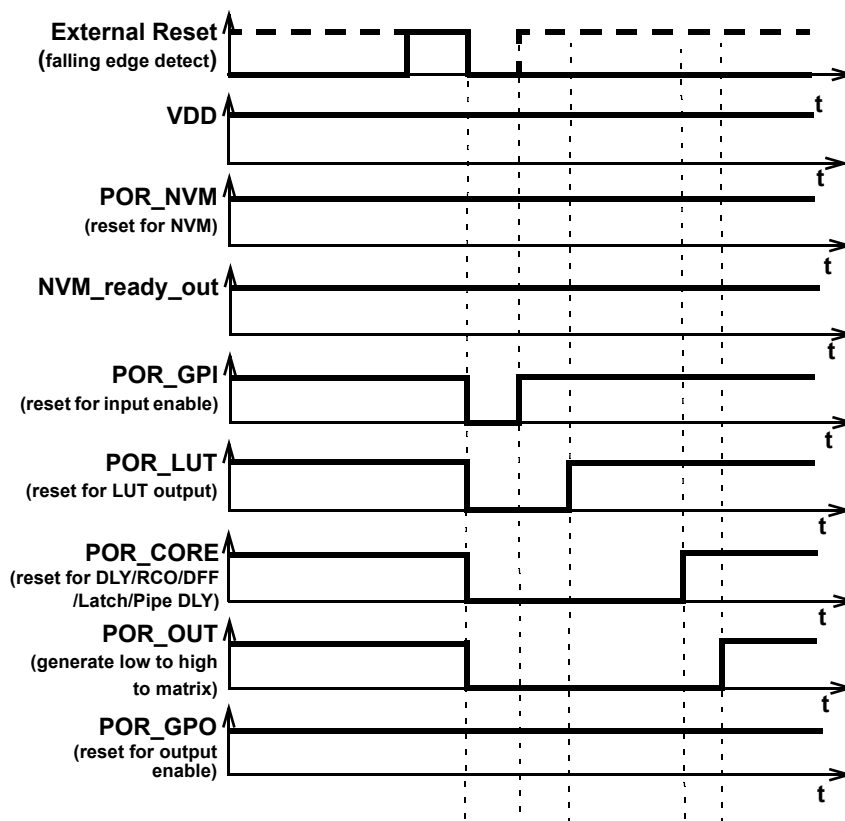 External Reset
(falling edge detect)
t
VDD
t
POR_NVM
(reset for NVM)
t
NVM_ready_out
t
POR_GPI
(reset for input enable)
t
POR_LUT
(reset for LUT output)
t
POR_CORE
(reset for DLY/RCO/DFF
/Latch/Pipe DLY)
t
POR_OUT
(generate low to high
to matrix)
t
POR_GPO
(reset for output
enable)
t